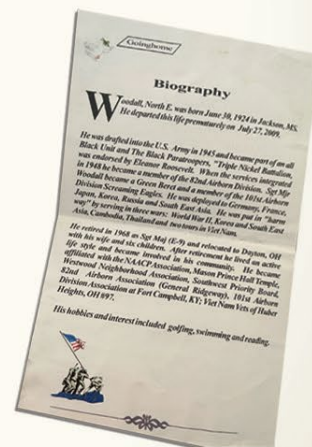 Goinghome
Biography
Woodall, North E. was born June 30, 1924 in Jackson, MS.
He departed this life prematurely on July 27, 2009.
He was drafted into the U.S. Army in 1945 and became part of an all
Black Unit and The Black Paratroopers, "Triple Nickel Battalion,
was endorsed by Eleanor Roosevelt. When the services integrated
in 1948 he became a member of the 82nd Airborne Division. Sgt Mjr
Woodall became a Green Beret and a member of the 101st Airborn
Division Screaming Eagles. He was deployed to Germany, France,
Japan, Korea, Russia and South East Asia. He was put in "harm
way" by serving in three wars: World War II, Korea and South East
Asia, Cambodia, Thailand and two tours in Viet Nam.
He retired in 1968 as Sgt Maj (E-9) and relocated to Dayton, OH
with his wife and six children. After retirement he lived an active
life style and became involved in his community. He became
affiliated with the NAACP Association, Mason Prince Hall Temple,
Westwood Neighborhood Association, Southwest Priority Board,
82nd Airborn Association (General Ridgeway), 101st Airborn
Division Association at Fort Campbell, KY; Viet Nam Vets of Huber
Heights, OH #97.
His hobbies and interest included golfing, swimming and reading.